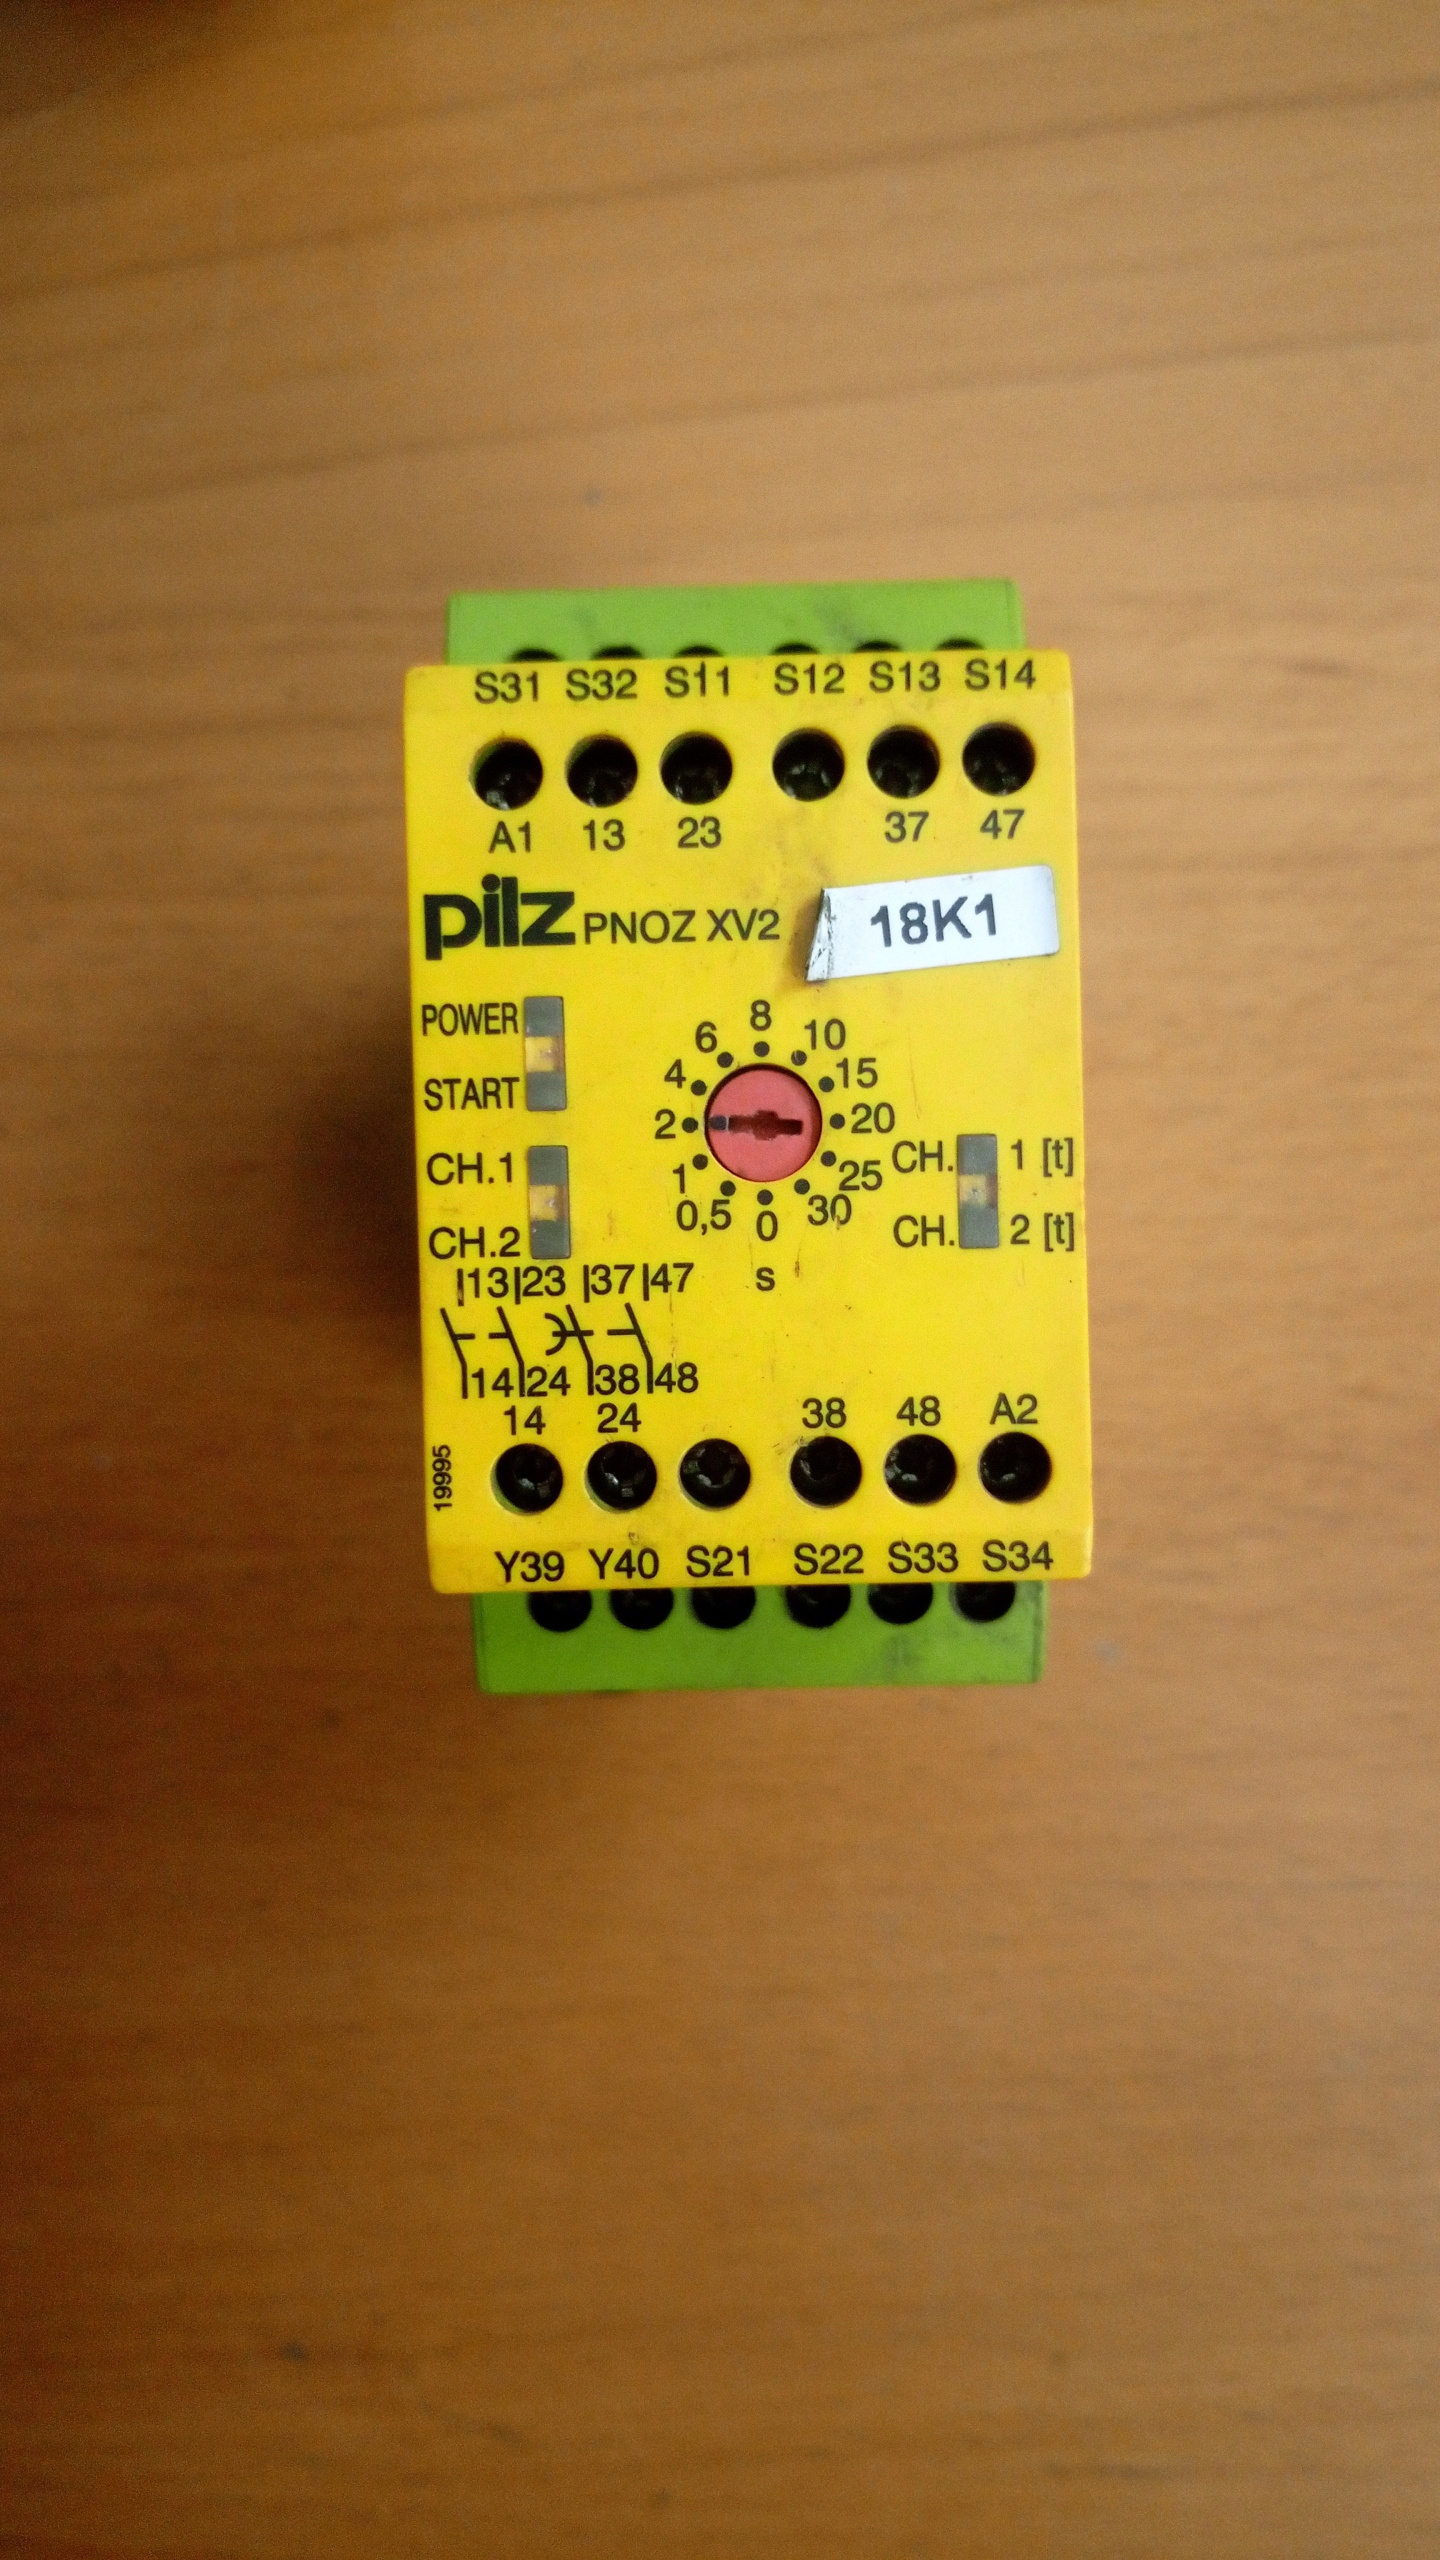 S31 S32 S11 S12 S13 S14
A1 13 23 37 47
pilz PNOZ XV2 18K1
POWER
START
CH.1
CH.2
8
6 10
4 15
2 20
1 25
0,5 0 30
s
CH. 1 [t]
CH. 2 [t]
|13|23 |37|47
|14|24 |38|48
14 24 38 48 A2
19995
Y39 Y40 S21 S22 S33 S34